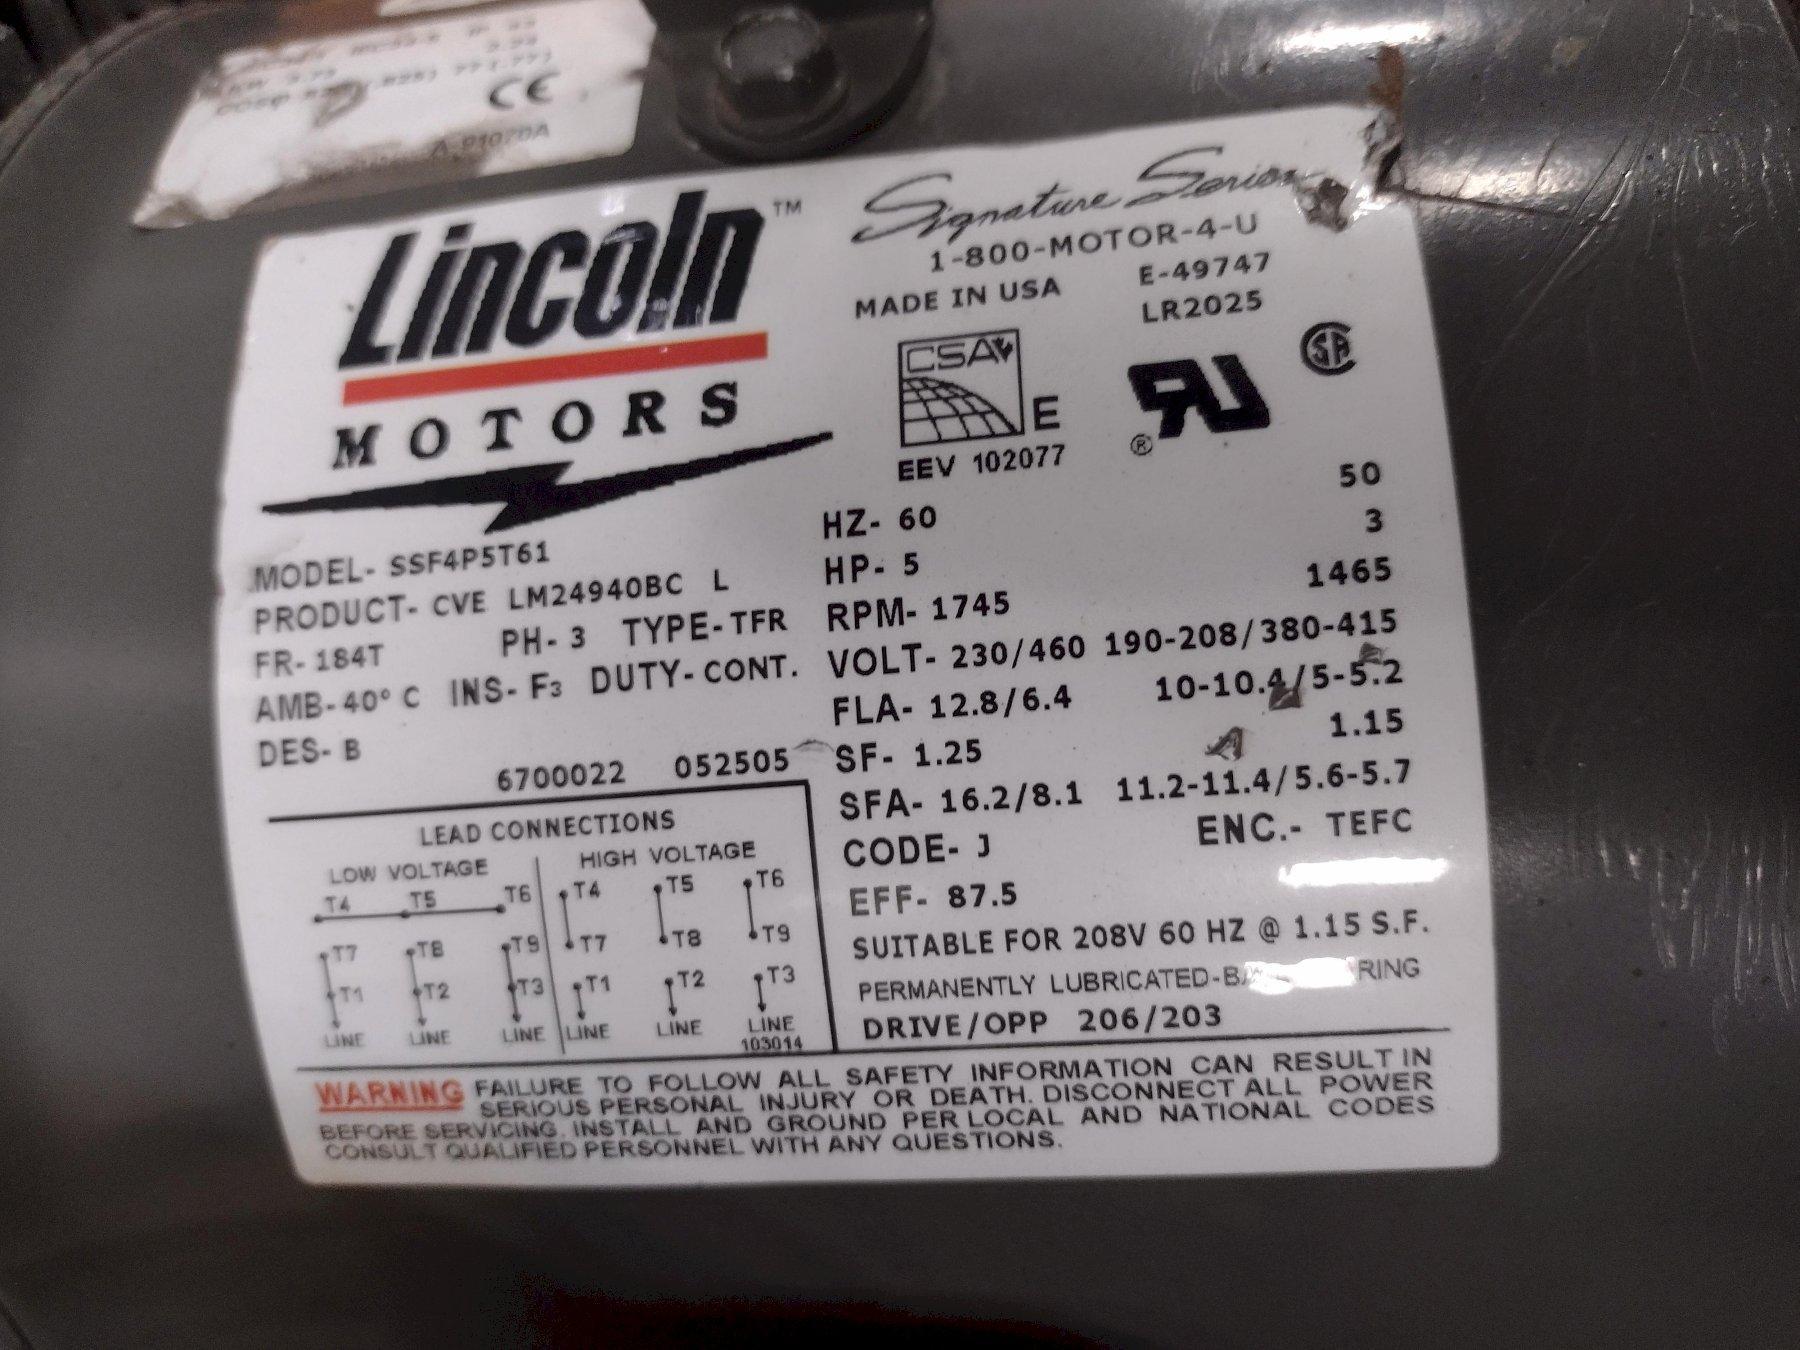 CE
Lincoln ™
MOTORS
Signature Series
1-800-MOTOR-4-U
MADE IN USA E-49747
LR2025
CSA
E
EEV 102077
MODEL- SSF4P5T61
PRODUCT- CVE LM24940BC L
FR- 184T PH- 3 TYPE- TFR
AMB- 40° C INS- F3 DUTY- CONT.
DES- B
6700022 052505
HZ- 60 50
HP- 5 3
RPM- 1745 1465
VOLT- 230/460 190-208/380-415
FLA- 12.8/6.4 10-10.4/5-5.2
SF- 1.25 1.15
SFA- 16.2/8.1 11.2-11.4/5.6-5.7
CODE- J ENC.- TEFC
EFF- 87.5
SUITABLE FOR 208V 60 HZ @ 1.15 S.F.
PERMANENTLY LUBRICATED-
DRIVE/OPP 206/203
LEAD CONNECTIONS
LOW VOLTAGE HIGH VOLTAGE
T4 T5 T6 T4 T5 T6
T7 T8 T9 T7 T8 T9
T1 T2 T3 T1 T2 T3
LINE LINE LINE LINE LINE LINE
103014
WARNING FAILURE TO FOLLOW ALL SAFETY INFORMATION CAN RESULT IN
SERIOUS PERSONAL INJURY OR DEATH. DISCONNECT ALL POWER
BEFORE SERVICING. INSTALL AND GROUND PER LOCAL AND NATIONAL CODES
CONSULT QUALIFIED PERSONNEL WITH ANY QUESTIONS.